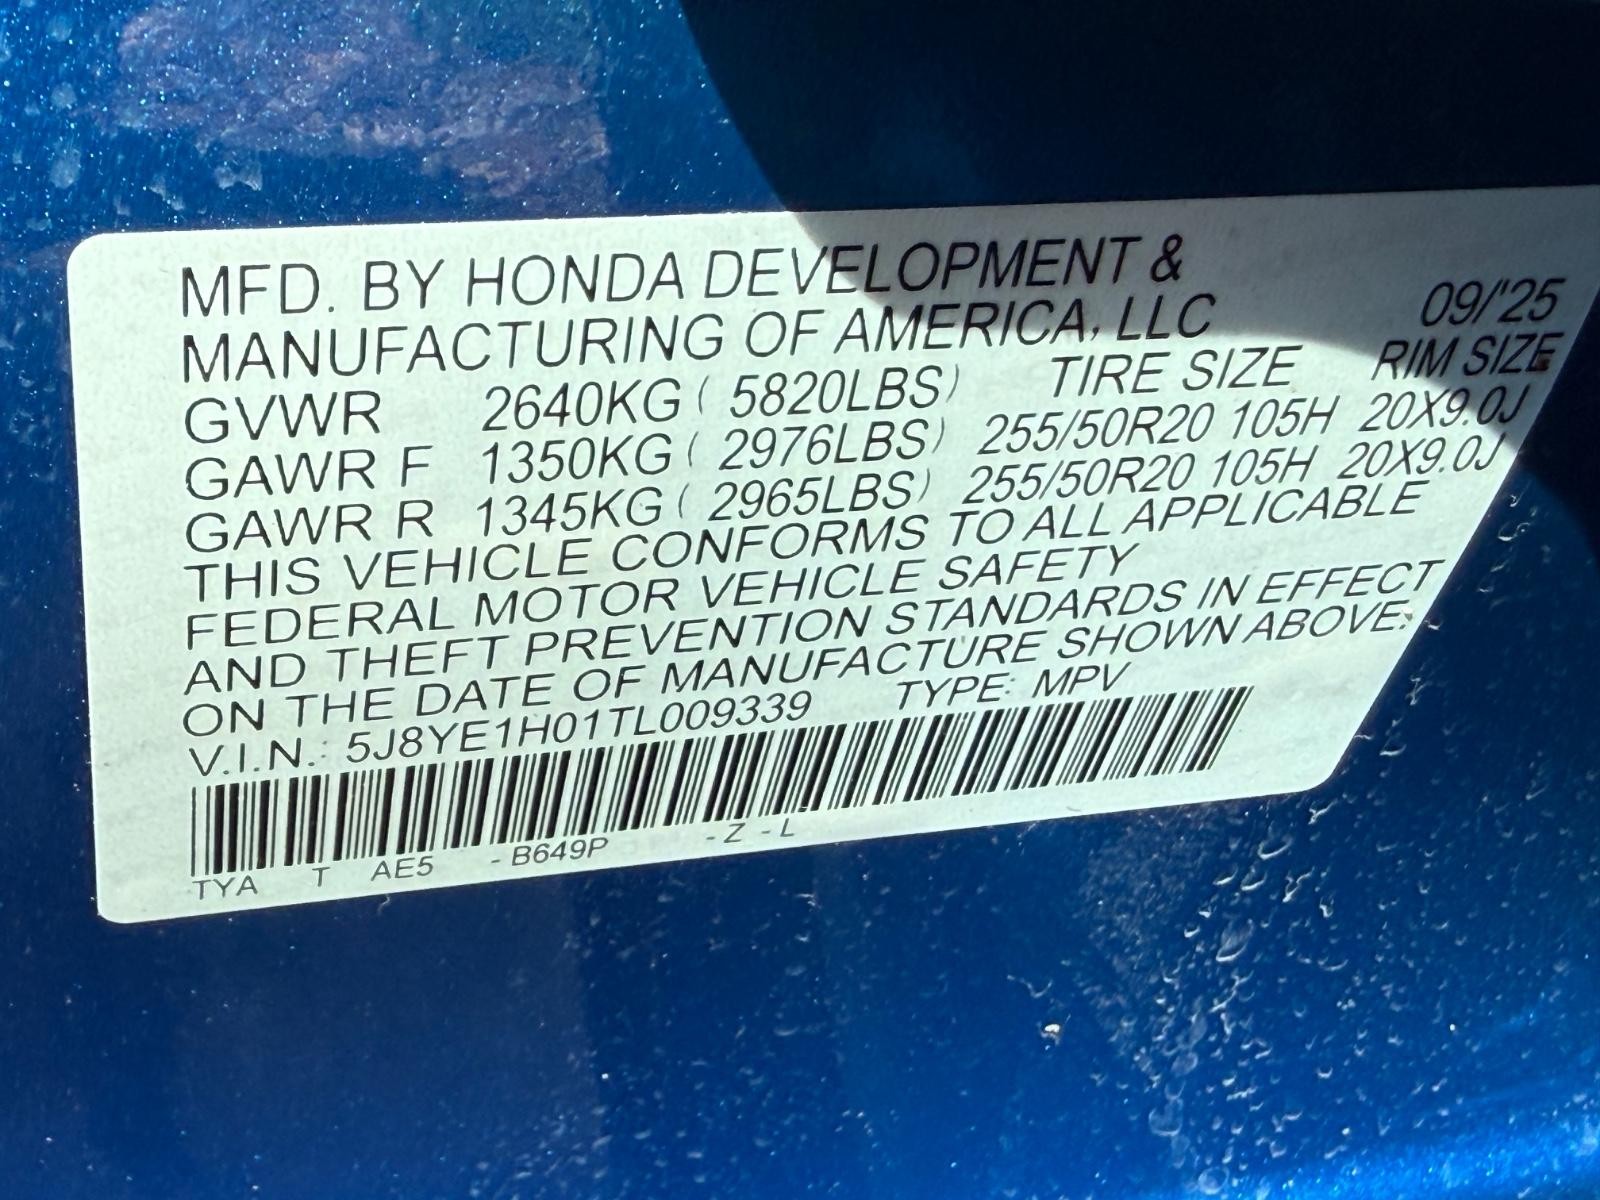 MFD. BY HONDA DEVELOPMENT &
MANUFACTURING OF AMERICA, LLC 09/'25
GVWR 2640KG ( 5820LBS) TIRE SIZE RIM SIZE
GAWR F 1350KG ( 2976LBS) 255/50R20 105H 20X9.0J
GAWR R 1345KG ( 2965LBS) 255/50R20 105H 20X9.0J
THIS VEHICLE CONFORMS TO ALL APPLICABLE
FEDERAL MOTOR VEHICLE SAFETY
AND THEFT PREVENTION STANDARDS IN EFFECT
ON THE DATE OF MANUFACTURE SHOWN ABOVE.
V.I.N.: 5J8YE1H01TL009339 TYPE: MPV
TYA T AE5 - B649P - Z - L